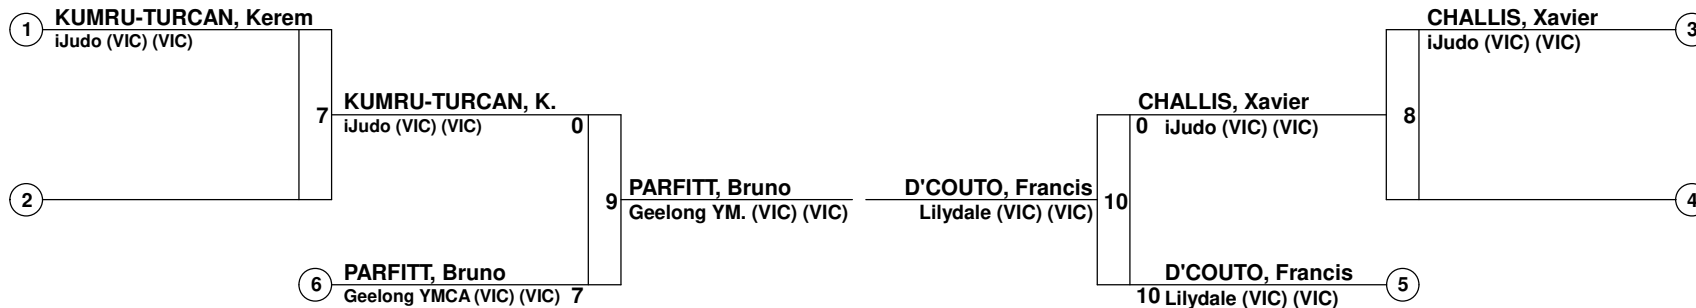 1 KUMRU-TURCAN, Kerem
iJudo (VIC) (VIC)
7 KUMRU-TURCAN, K.
iJudo (VIC) (VIC) 0
2
9 PARFITT, Bruno
Geelong YM. (VIC) (VIC)
6 PARFITT, Bruno
Geelong YMCA (VIC) (VIC) 7
CHALLIS, Xavier 3
iJudo (VIC) (VIC)
CHALLIS, Xavier 8
0 iJudo (VIC) (VIC)
4
D'COUTO, Francis 10
Lilydale (VIC) (VIC)
D'COUTO, Francis 5
10 Lilydale (VIC) (VIC)